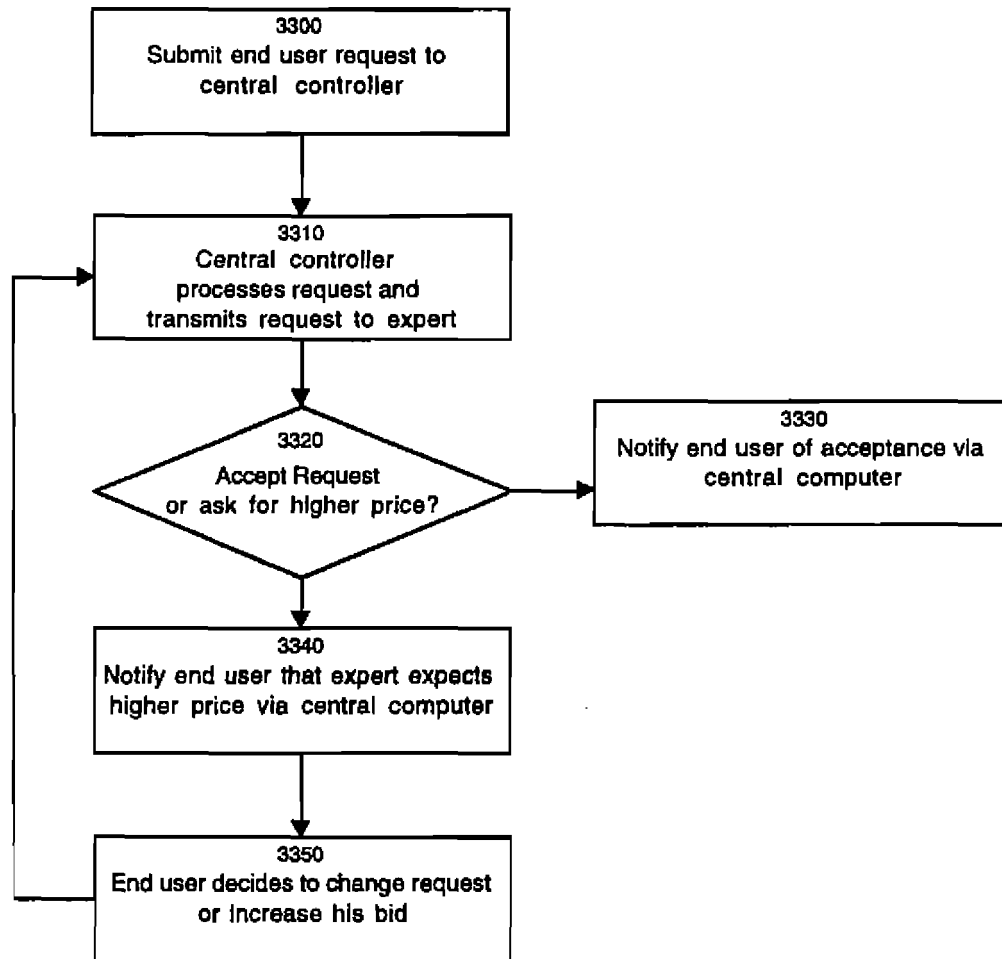 3300
Submit end user request to
central controller
3310
Central controller
processes request and
transmits request to expert
3320
Accept Request
or ask for higher price?
3330
Notify end user of acceptance via
central computer
3340
Notify end user that expert expects
higher price via central computer
3350
End user decides to change request
or increase his bid